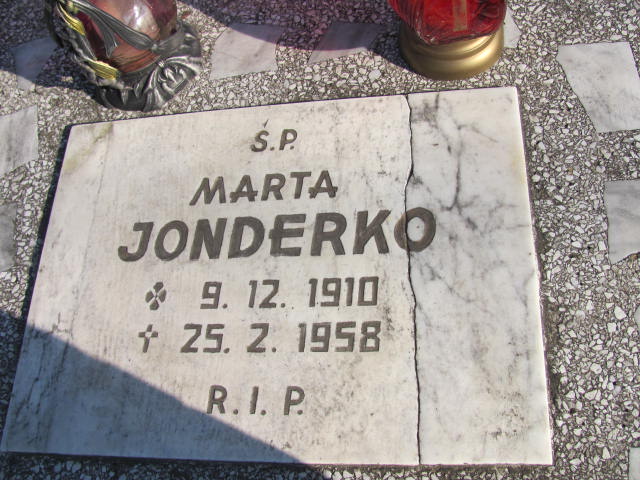 Ś.P.
MARTA
JONDERKO
9. 12. 1910
✝ 25. 2. 1958
R.I.P.